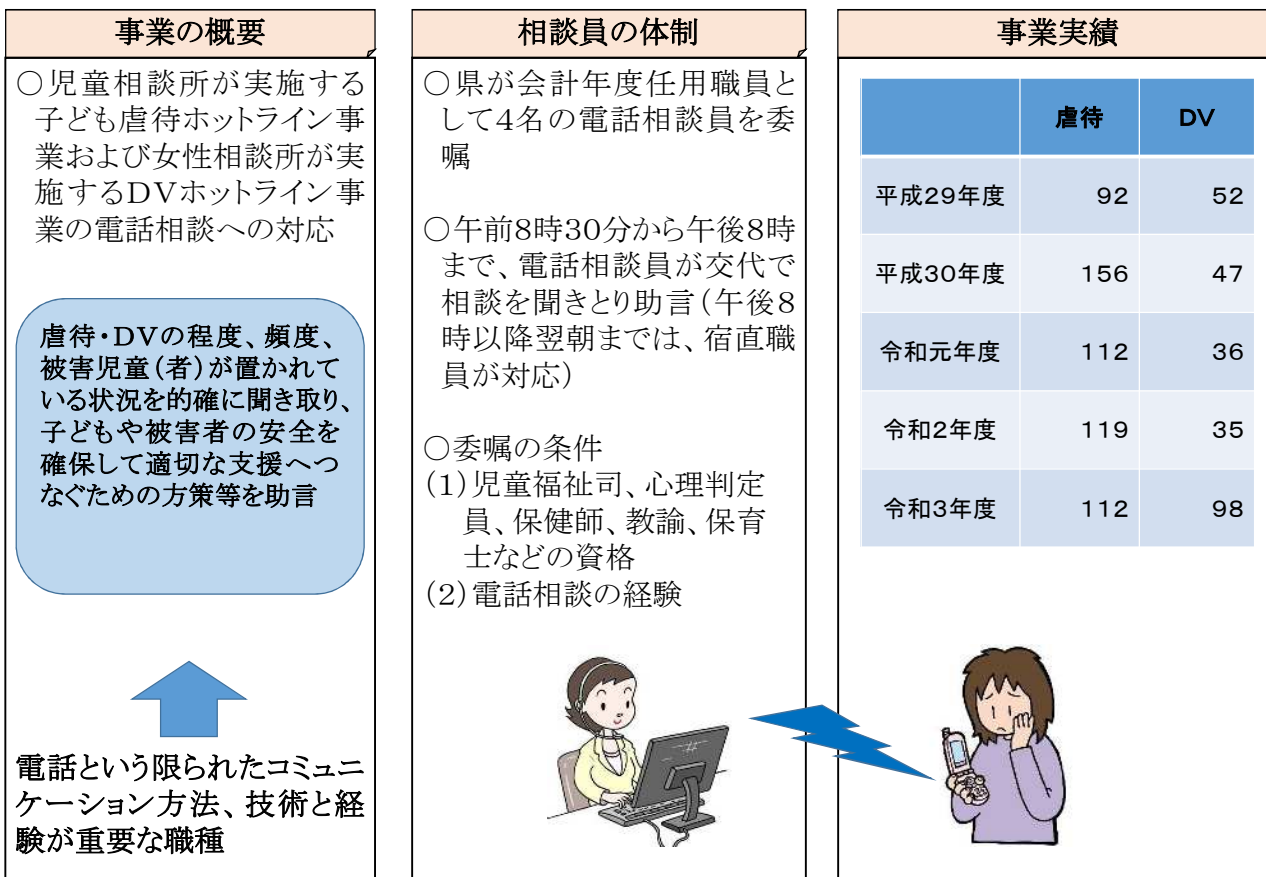 事業の概要
○児童相談所が実施する
子ども虐待ホットライン事
業および女性相談所が実
施するDVホットライン事
業の電話相談への対応
虐待・DVの程度、頻度、
被害児童(者)が置かれて
いる状況を的確に聞き取り、
子どもや被害者の安全を
確保して適切な支援へつ
なぐための方策等を助言
電話という限られたコミュニ
ケーション方法、技術と経
験が重要な職種
相談員の体制
○県が会計年度任用職員と
して4名の電話相談員を委
嘱
○午前8時30分から午後8時
まで、電話相談員が交代で
相談を聞きとり助言(午後8
時以降翌朝までは、宿直職
員が対応)
○委嘱の条件
(1)児童福祉司、心理判定
員、保健師、教諭、保育
士などの資格
(2)電話相談の経験
事業実績
虐待 DV
平成29年度 92 52
平成30年度 156 47
令和元年度 112 36
令和2年度 119 35
令和3年度 112 98